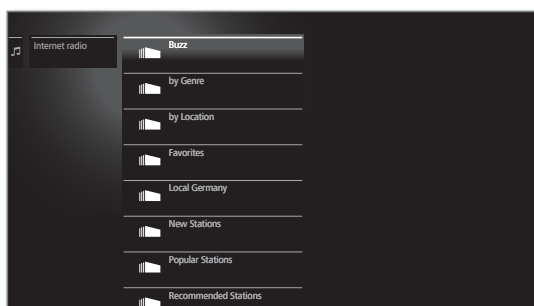 Internet radio
Buzz
by Genre
by Location
Favorites
Local Germany
New Stations
Popular Stations
Recommended Stations